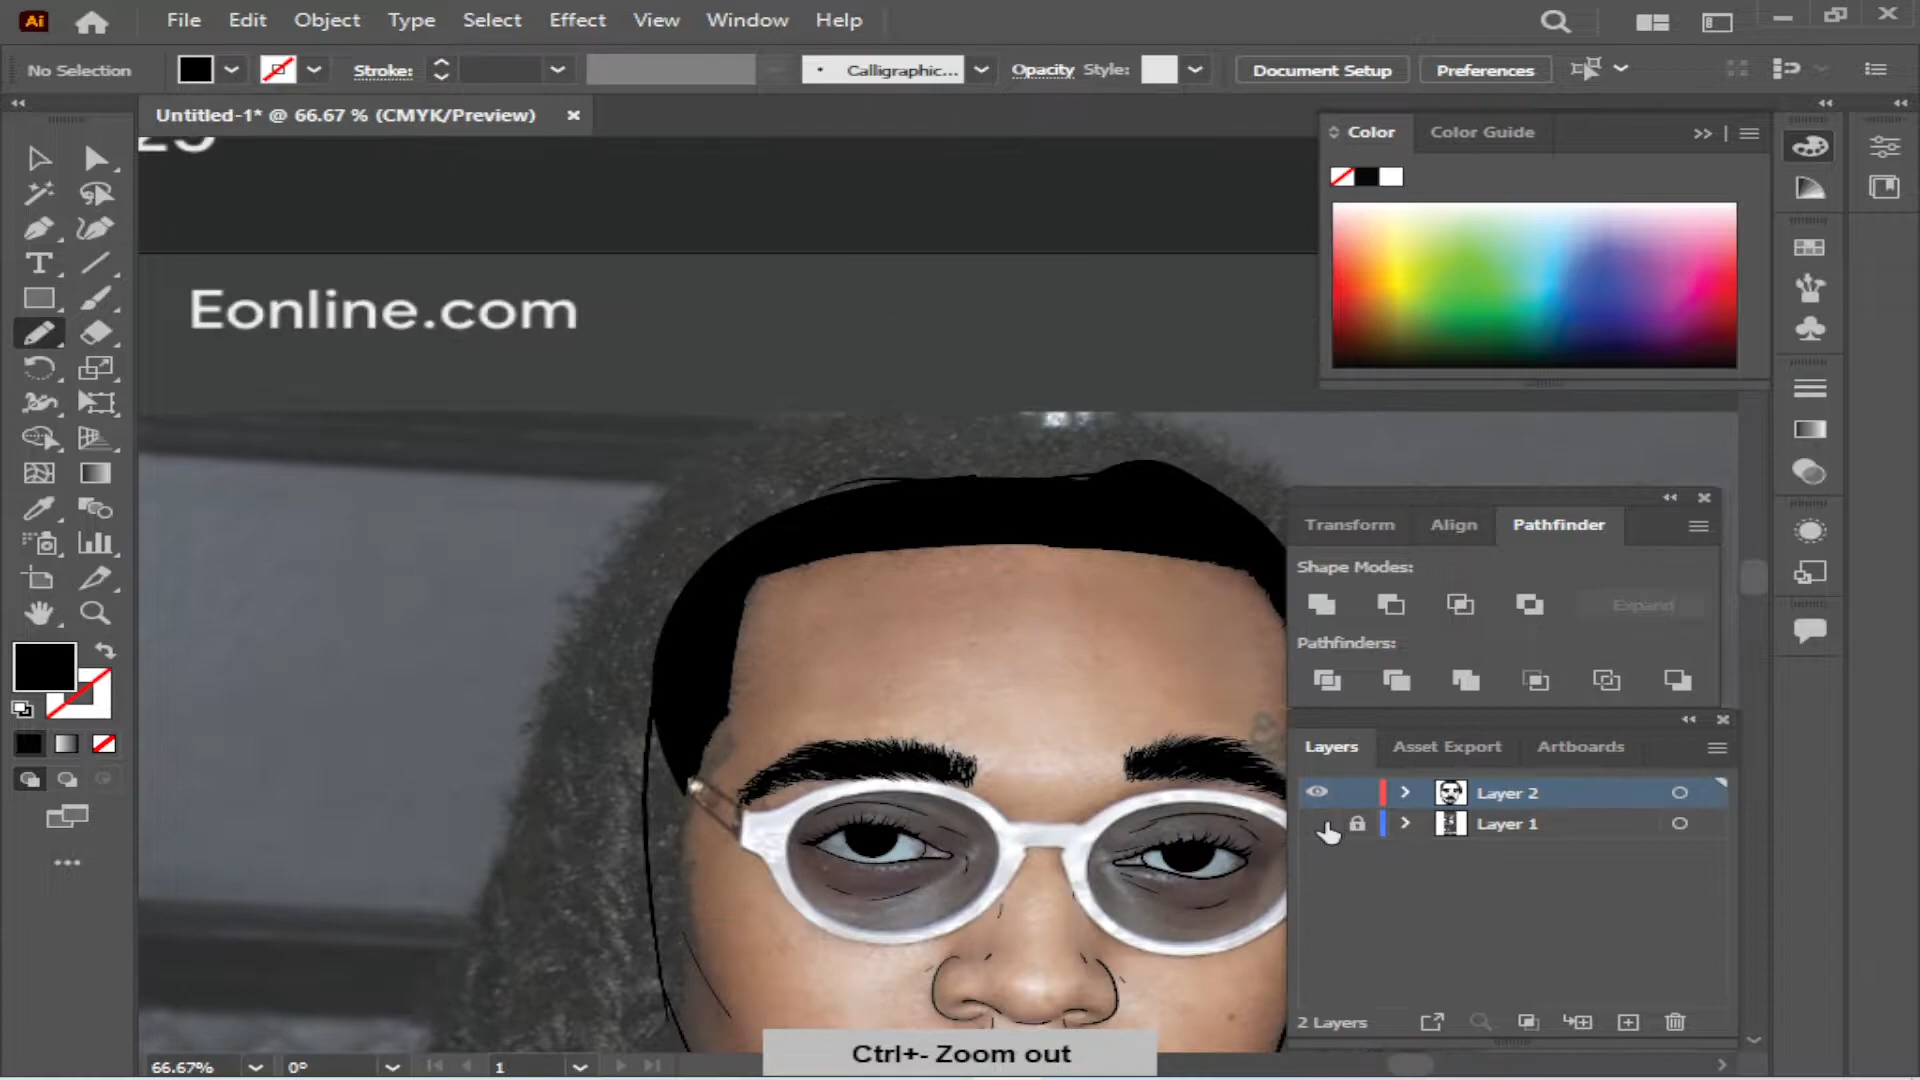 Ai File Edit Object Type Select Effect View Window Help
No Selection Stroke: Calligraphic... Opacity Style: Document Setup Preferences
Untitled-1* @ 66.67 % (CMYK/Preview)
Color Color Guide
Eonline.com
Transform Align Pathfinder
Shape Modes:
Expand
Pathfinders:
Layers Asset Export Artboards
Layer 2
Layer 1
2 Layers
Ctrl+- Zoom out
66.67% 0° 1